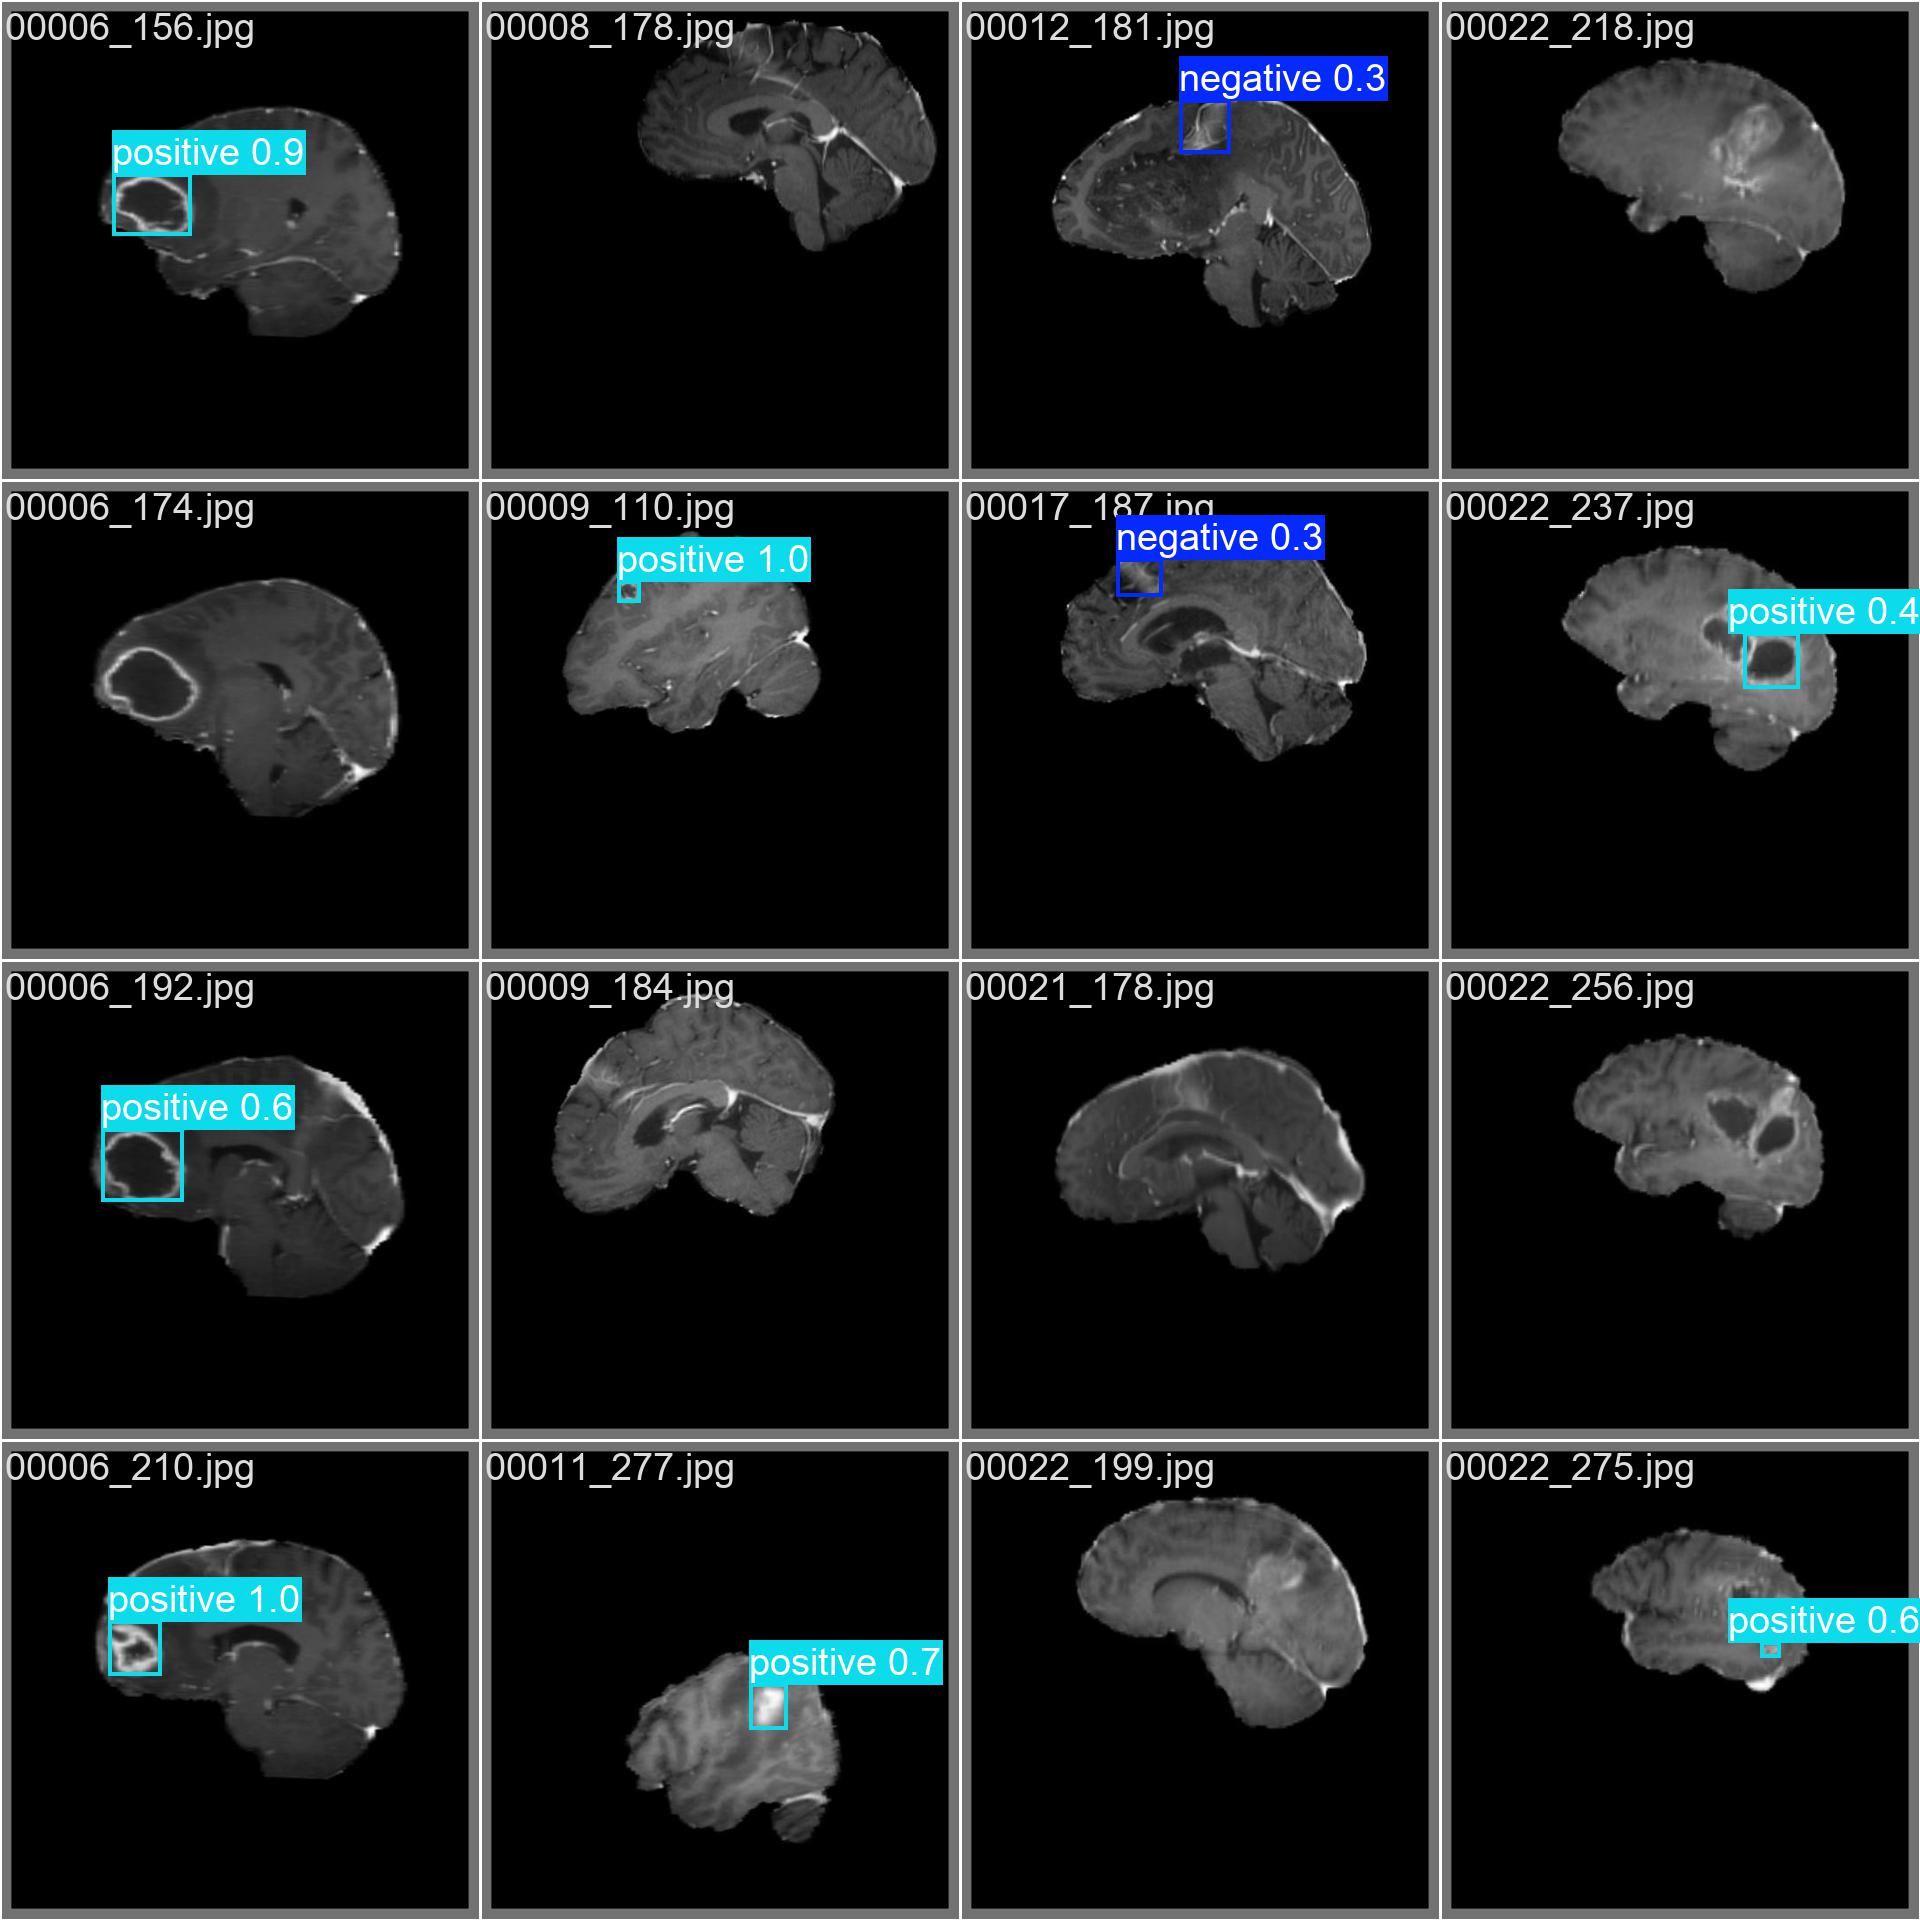 00006_156.jpg
positive 0.9
00008_178.jpg
00012_181.jpg
negative 0.3
00022_218.jpg
00006_174.jpg
00009_110.jpg
positive 1.0
00017_187.jpg
negative 0.3
00022_237.jpg
positive 0.4
00006_192.jpg
positive 0.6
00009_184.jpg
00021_178.jpg
00022_256.jpg
00006_210.jpg
positive 1.0
00011_277.jpg
positive 0.7
00022_199.jpg
00022_275.jpg
positive 0.6